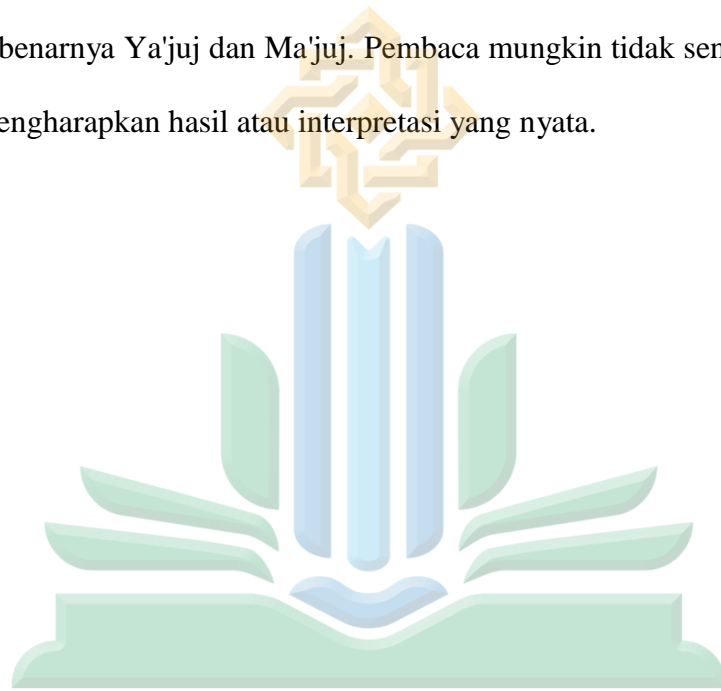 benarnya Ya'juj dan Ma'juj. Pembaca mungkin tidak sen
engharapkan hasil atau interpretasi yang nyata.